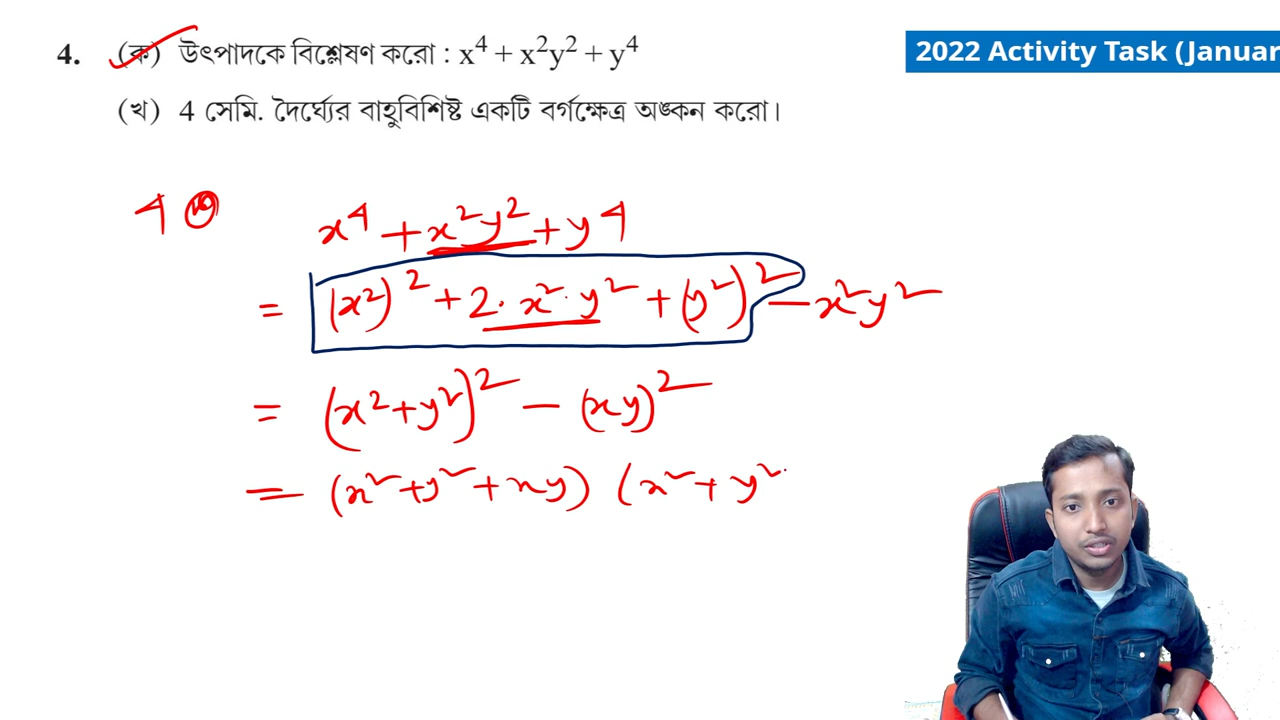 4. (ক) উৎপাদকে বিশ্লেষণ করো : x⁴ + x²y² + y⁴
2022 Activity Task (Januar
(খ) 4 সেমি. দৈর্ঘ্যের বাহুবিশিষ্ট একটি বর্গক্ষেত্র অঙ্কন করো।
4
x⁴ + x²y² + y⁴
= (x²)² + 2· x²· y² + (y²)² – x²y²
= (x²+y²)² – (xy)²
= (x²+y²+xy) (x²+y²